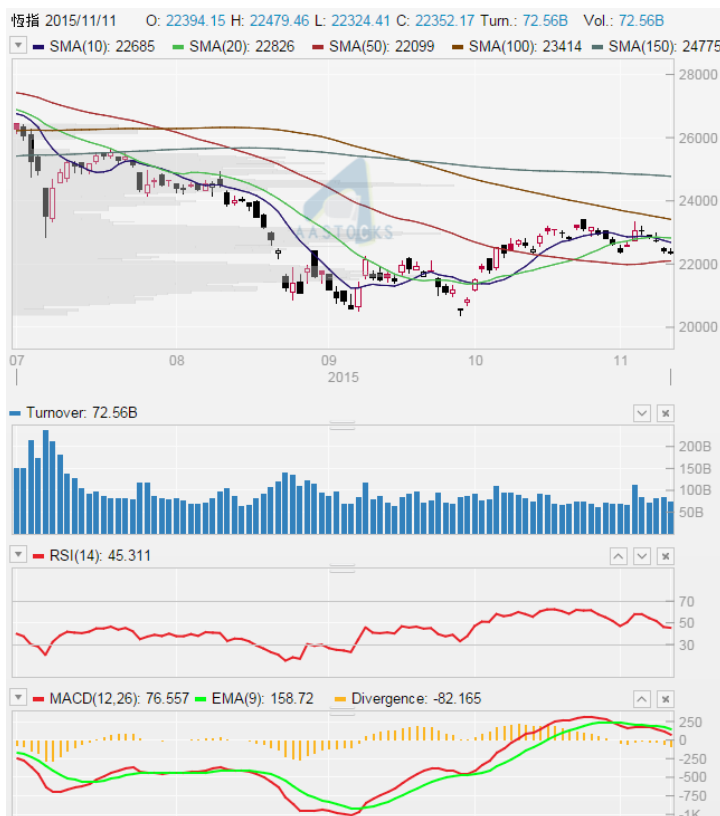 恆指 2015/11/11 O: 22394.15 H: 22479.46 L: 22324.41 C: 22352.17 Turn.: 72.56B Vol.: 72.56B
SMA(10): 22685 SMA(20): 22826 SMA(50): 22099 SMA(100): 23414 SMA(150): 24775
28000
26000
24000
AASTOCKS
22000
20000
07 08 09 10 11
2015
Turnover: 72.56B
200B
150B
100B
50B
RSI(14): 45.311
70
50
30
MACD(12,26): 76.557 EMA(9): 158.72 Divergence: -82.165
250
0
-250
-500
-750
-1K